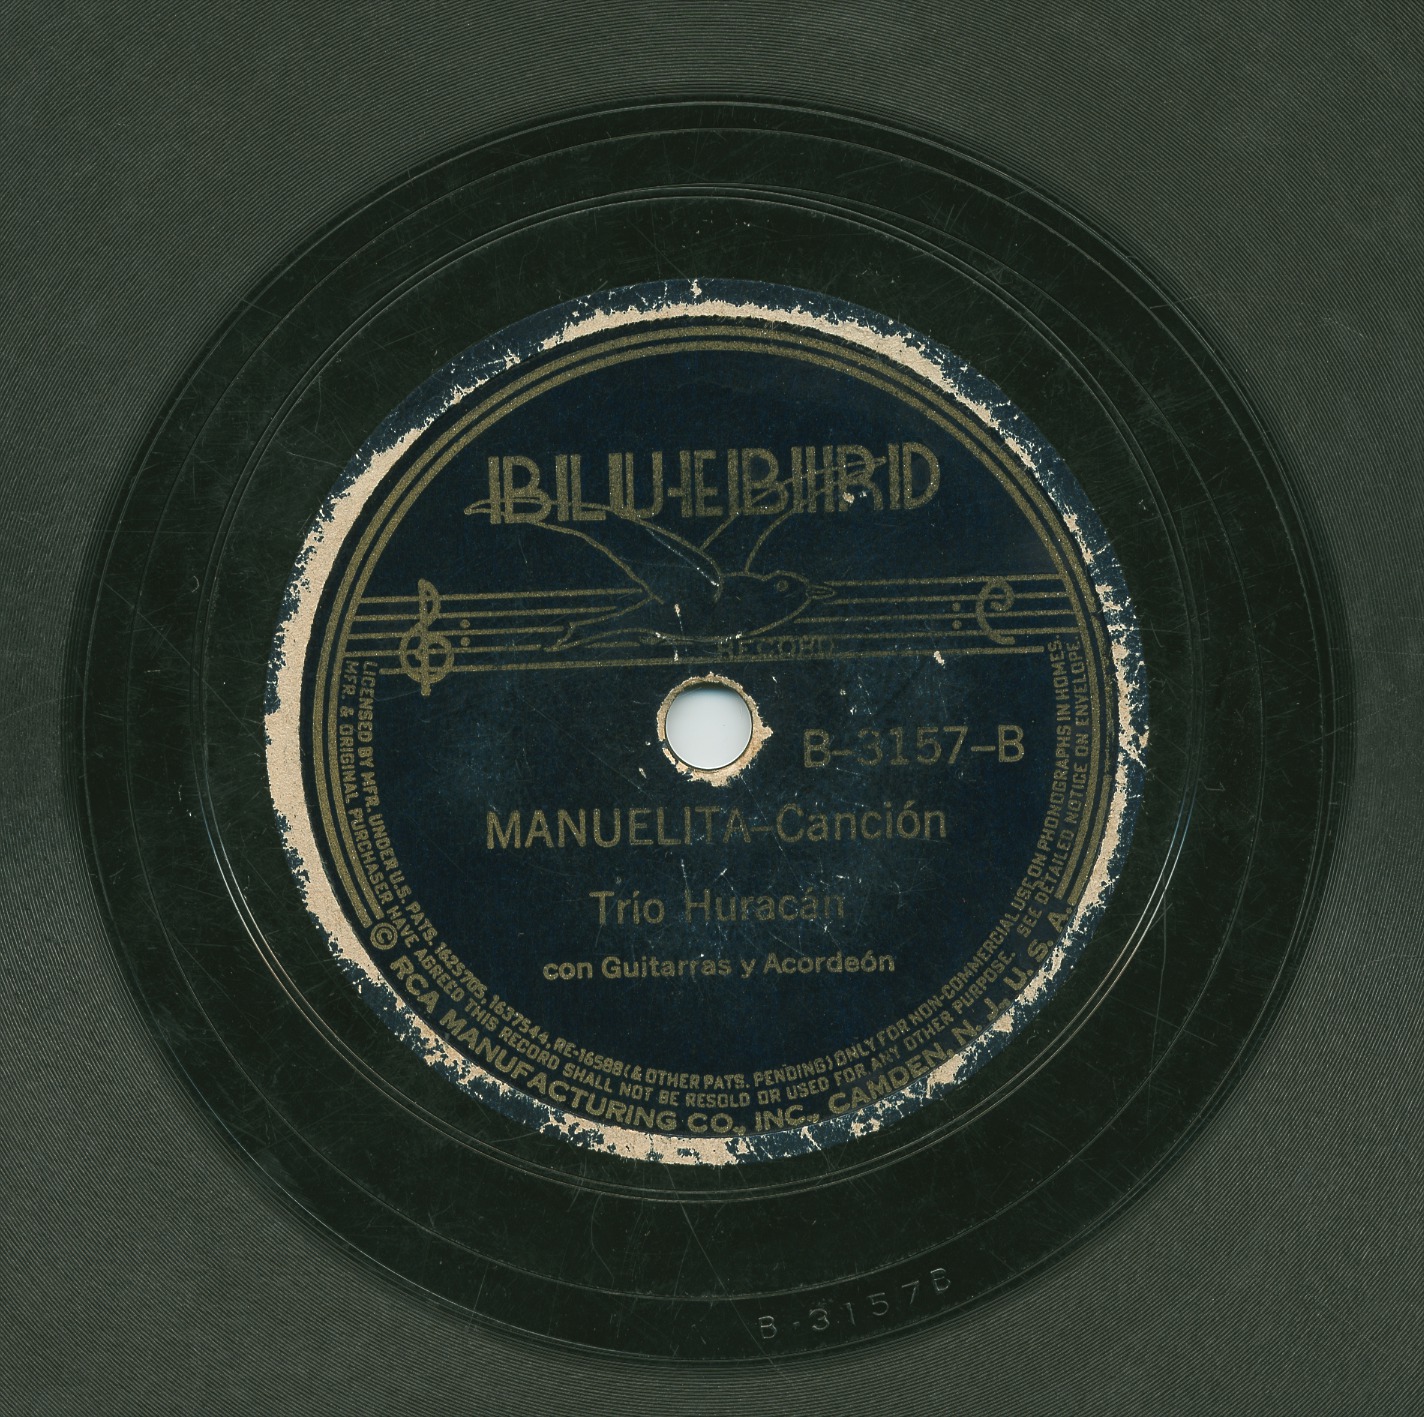 BLUEBIRD
RECORD
B-3157-B
MANUELITA-Canción
Trío Huracán
con Guitarras y Acordeón
LICENSED BY MFR. UNDER U.S. PATS. 1625705, 1637544, RE-16588 (& OTHER PATS. PENDING) ONLY FOR NON-COMMERCIAL USE ON PHONOGRAPHS IN HOMES.
MFR. & ORIGINAL PURCHASER HAVE AGREED THIS RECORD SHALL NOT BE RESOLD OR USED FOR ANY OTHER PURPOSE. SEE DETAILED NOTICE ON ENVELOPE
© RCA MANUFACTURING CO., INC., CAMDEN, N. J., U. S. A.
B-3157B